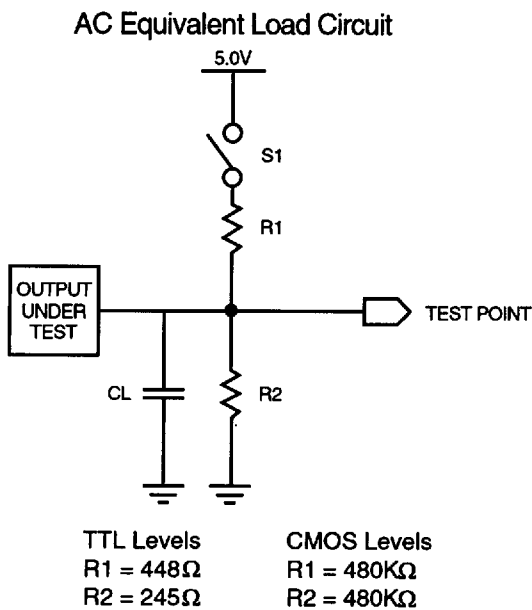 AC Equivalent Load Circuit
5.0V
S1
R1
OUTPUT
UNDER
TEST
TEST POINT
CL
R2
TTL Levels
R1 = 448Ω
R2 = 245Ω
CMOS Levels
R1 = 480KΩ
R2 = 480KΩ